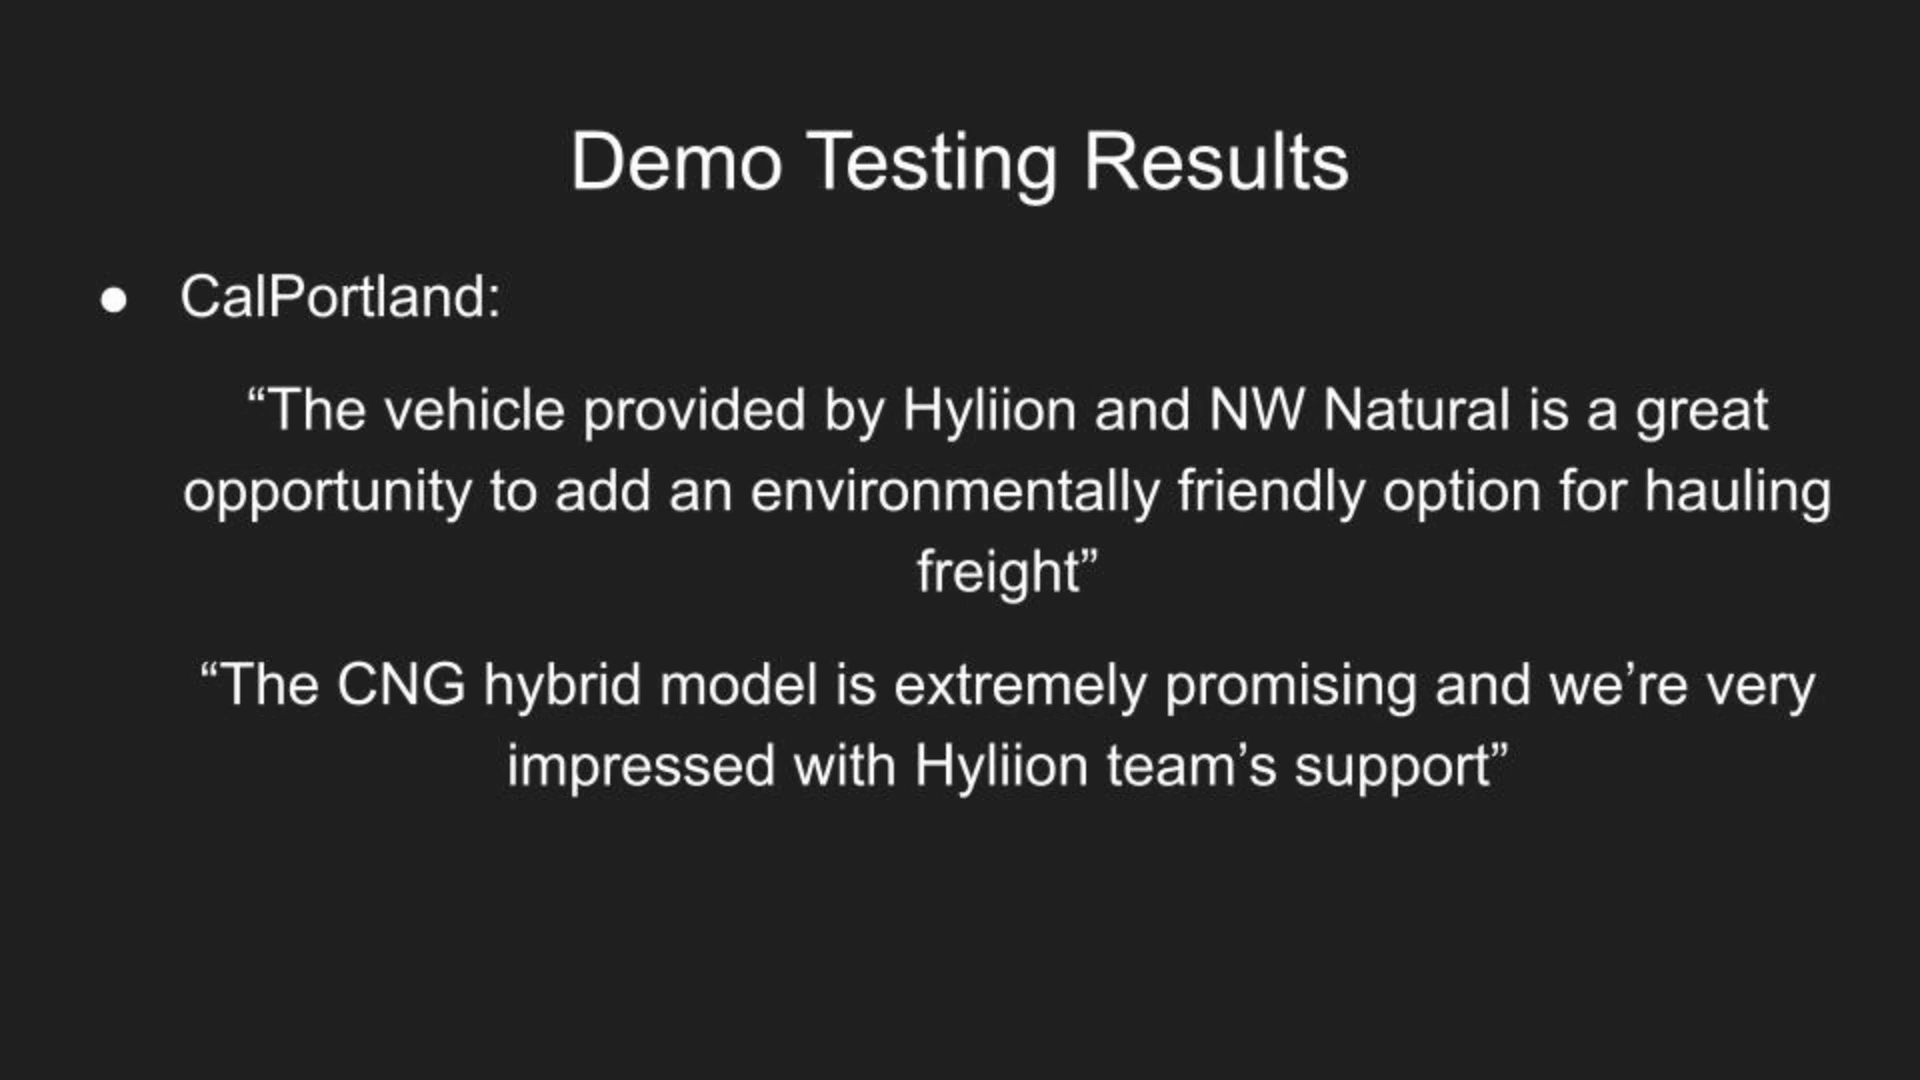 Demo Testing Results
● CalPortland:
“The vehicle provided by Hyliion and NW Natural is a great
opportunity to add an environmentally friendly option for hauling
freight”
“The CNG hybrid model is extremely promising and we’re very
impressed with Hyliion team’s support”